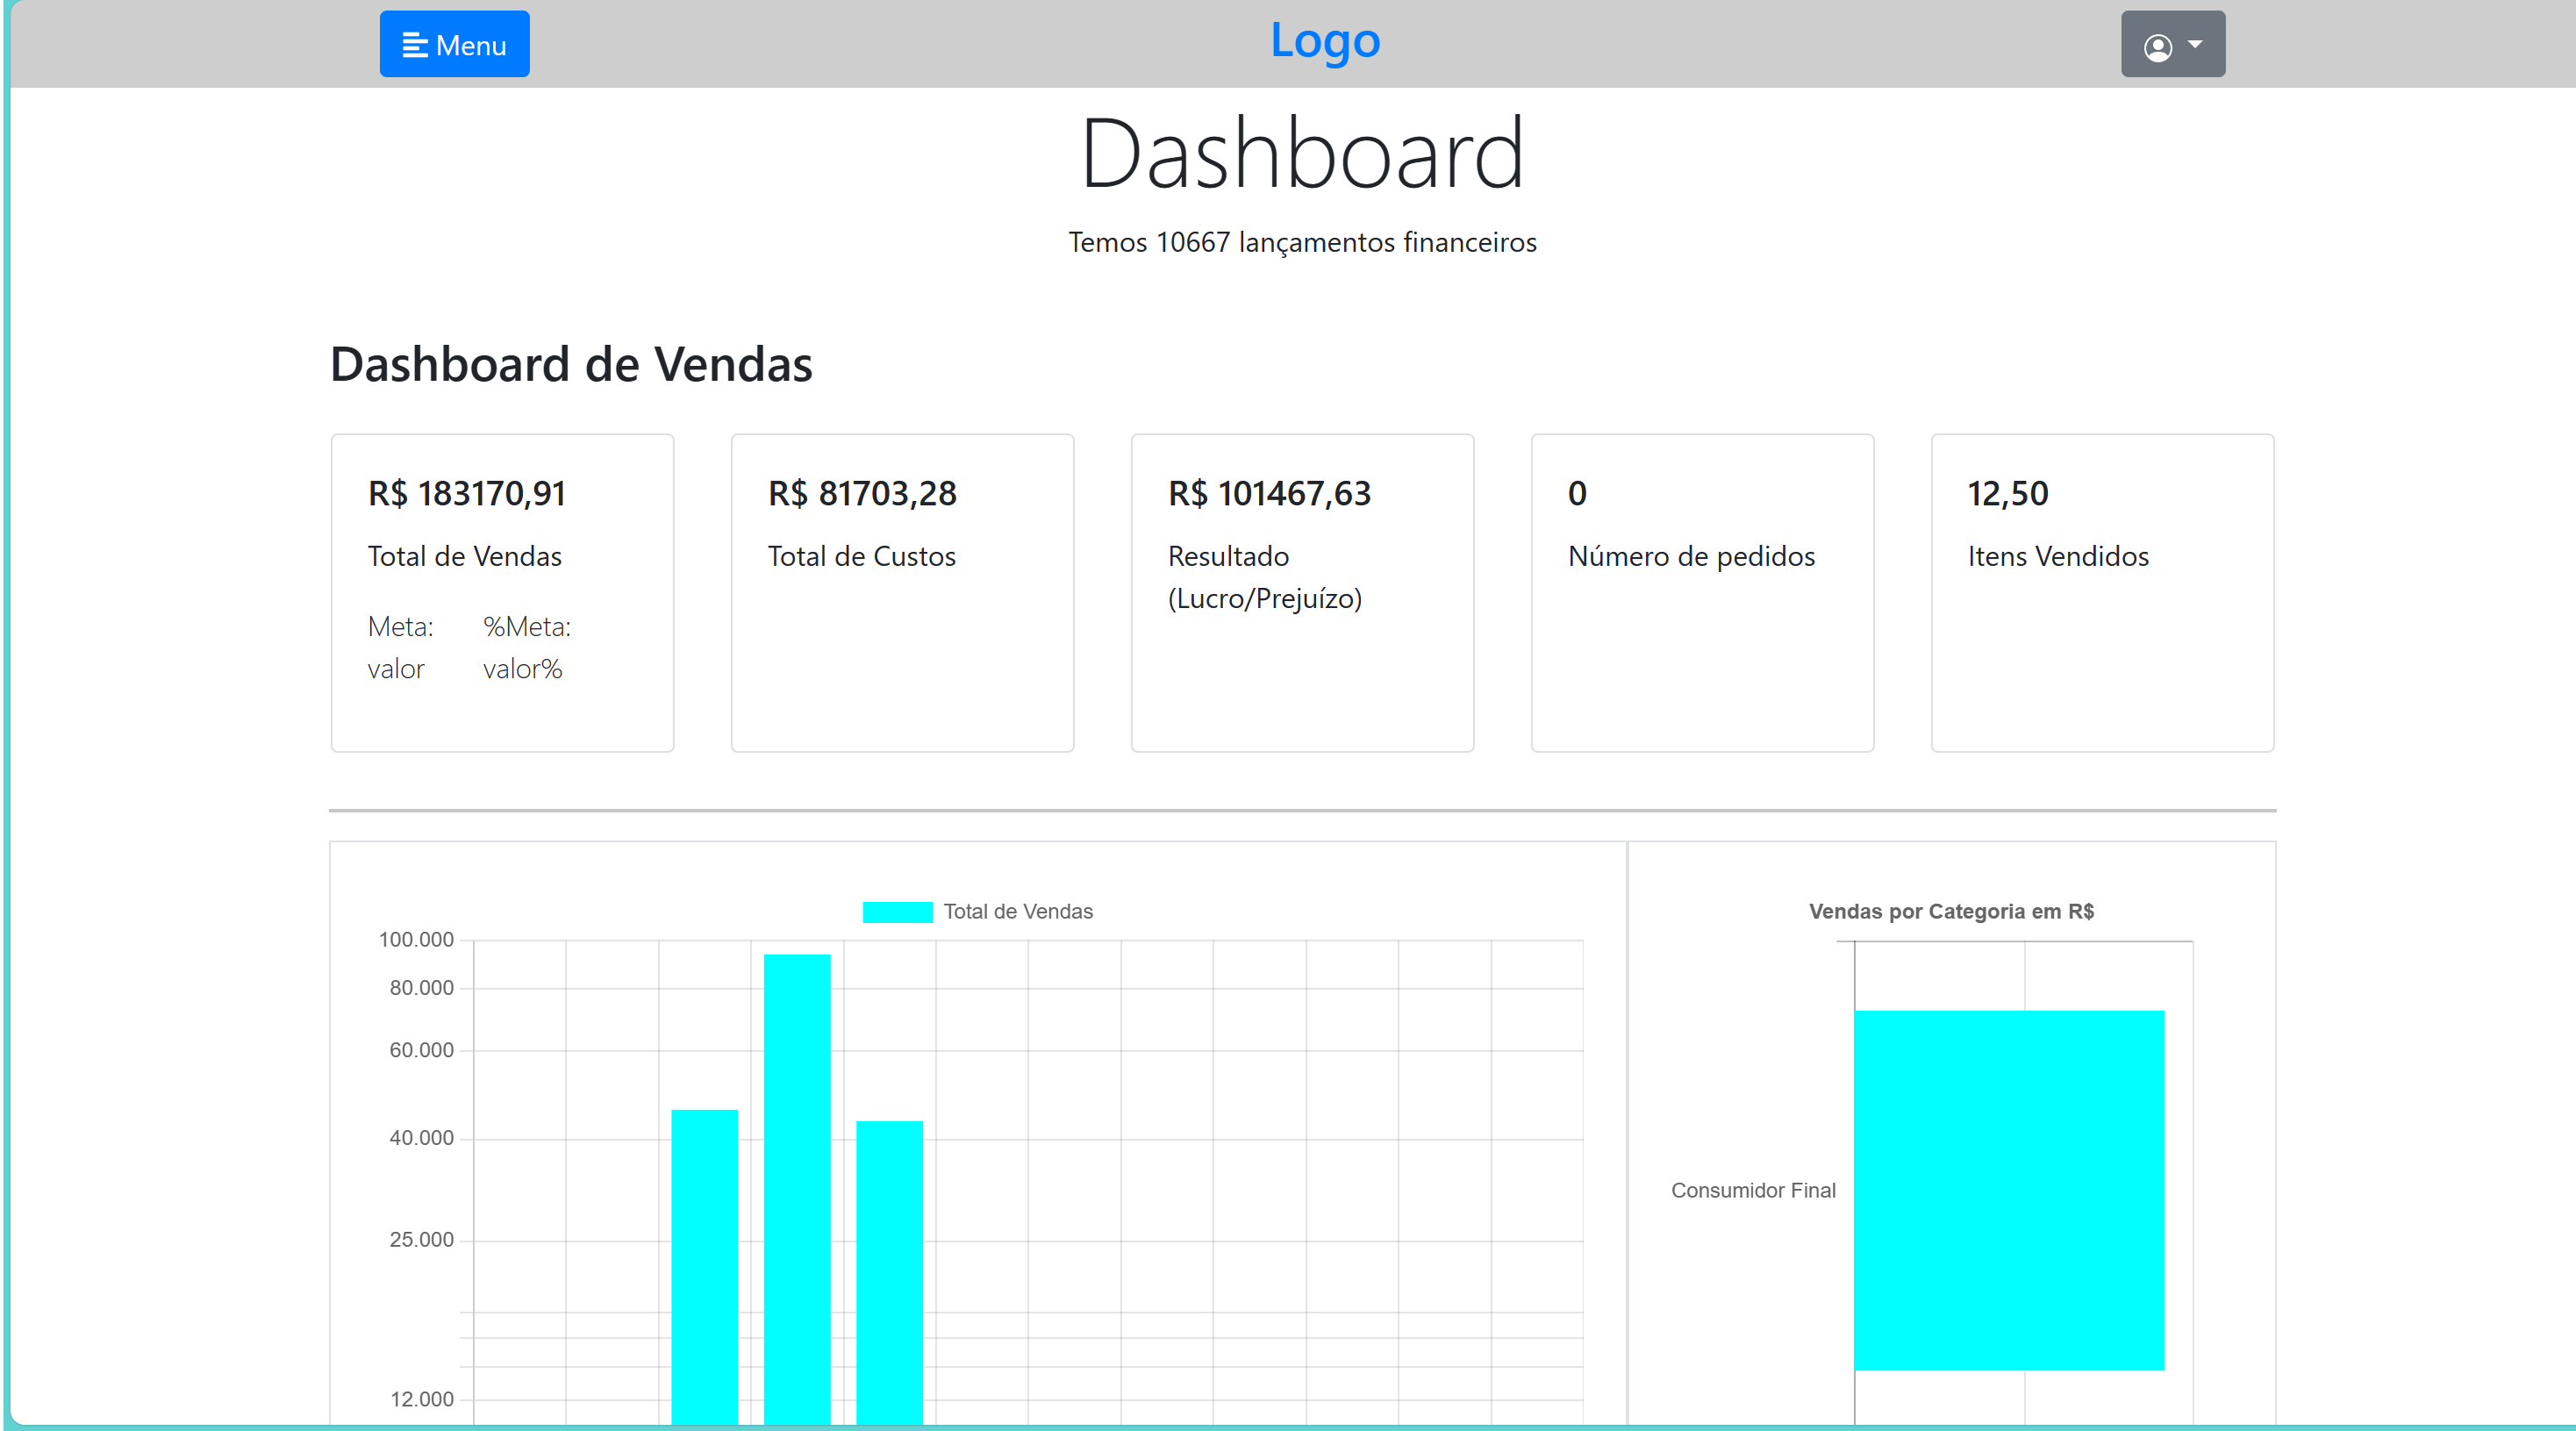 Menu
Logo
Dashboard
Temos 10667 lançamentos financeiros
Dashboard de Vendas
R$ 183170,91
Total de Vendas
Meta: %Meta:
valor valor%
R$ 81703,28
Total de Custos
R$ 101467,63
Resultado
(Lucro/Prejuízo)
0
Número de pedidos
12,50
Itens Vendidos
Total de Vendas
100.000
80.000
60.000
40.000
25.000
12.000
Vendas por Categoria em R$
Consumidor Final